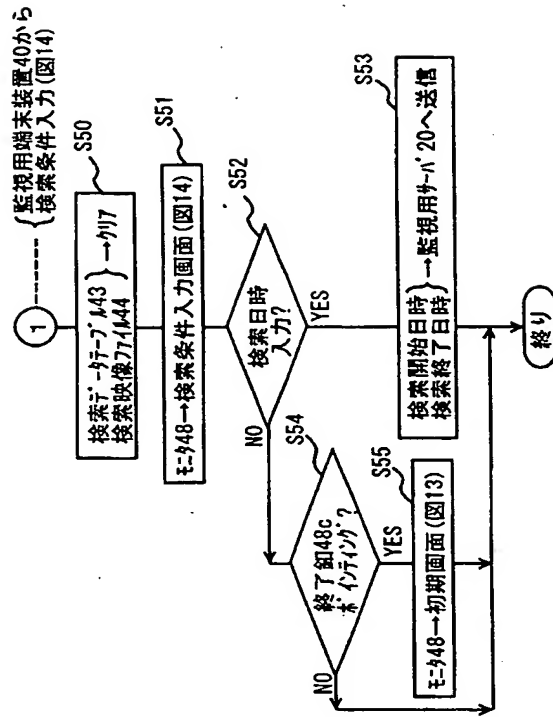 1
監視用端末装置40から
検索条件入力(図14)
S50
検索データテーブル43
検索映像ファイル44
→クリア
S51
モニタ48→検索条件入力画面(図14)
S52
検索日時
入力?
YES
NO
S53
検索開始日時
検索終了日時
→監視用サーバ20へ送信
S54
終了釦48c
ポインティング?
YES
NO
S55
モニタ48→初期画面(図13)
終り